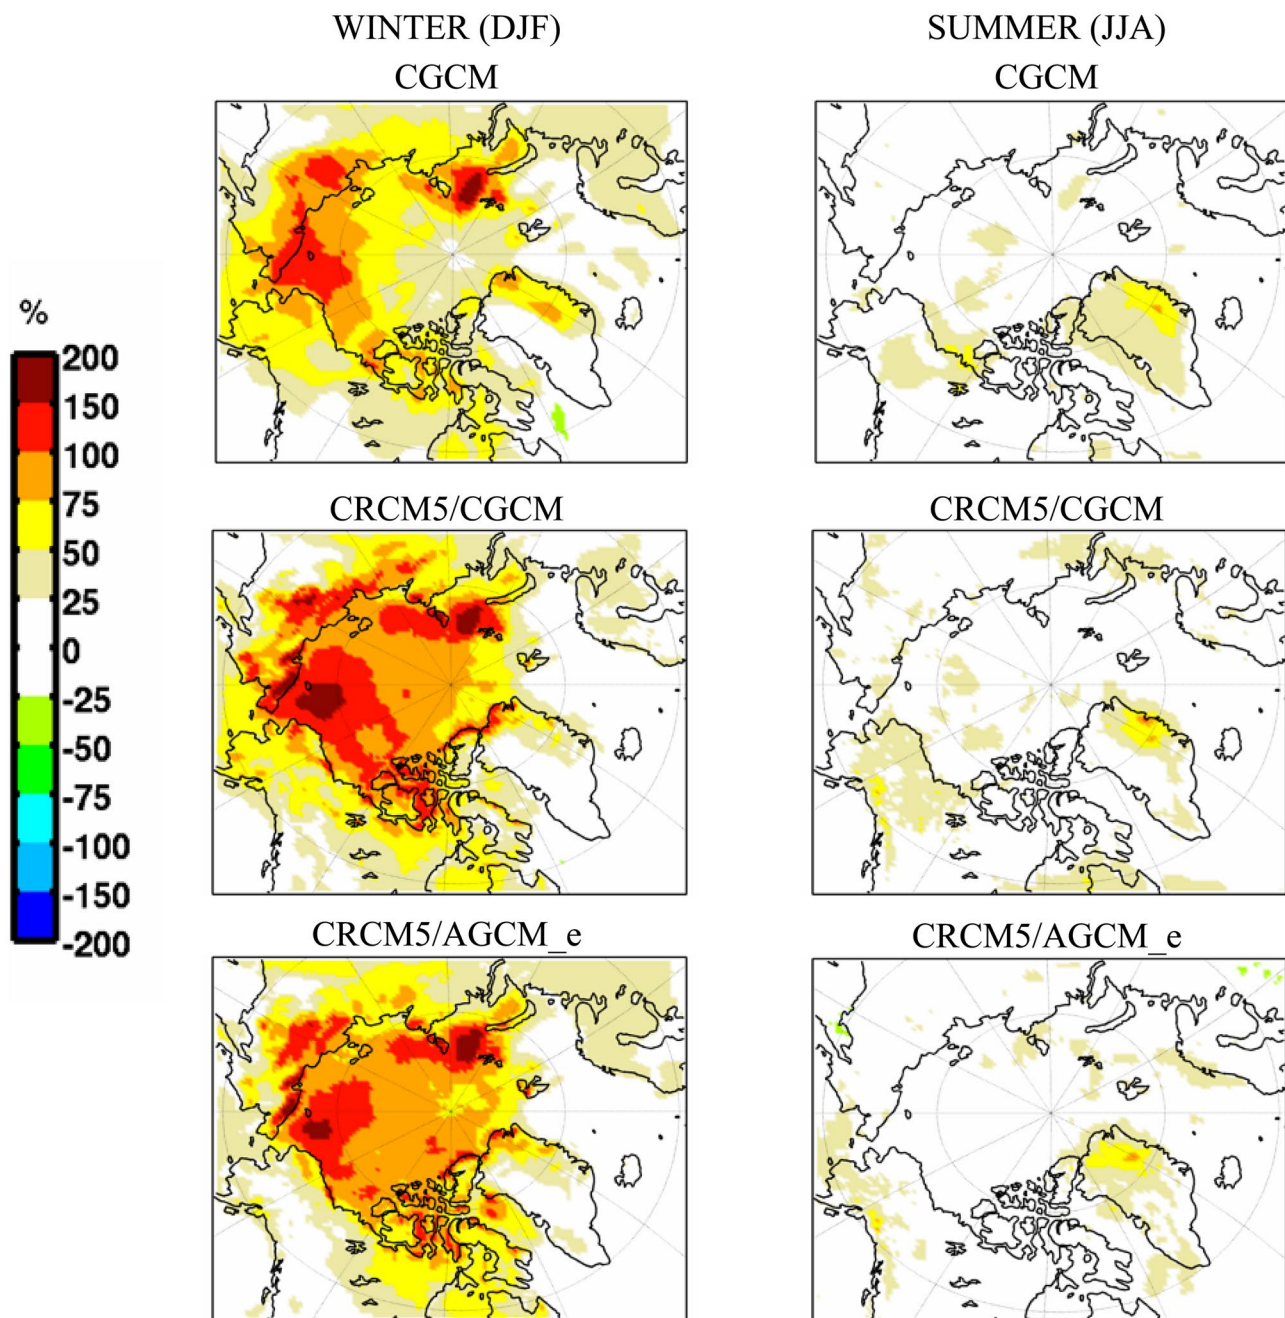 WINTER (DJF)
SUMMER (JJA)
CGCM
CGCM
%
200
150
100
75
50
25
0
-25
-50
-75
-100
-150
-200
CRCM5/CGCM
CRCM5/CGCM
CRCM5/AGCM_e
CRCM5/AGCM_e